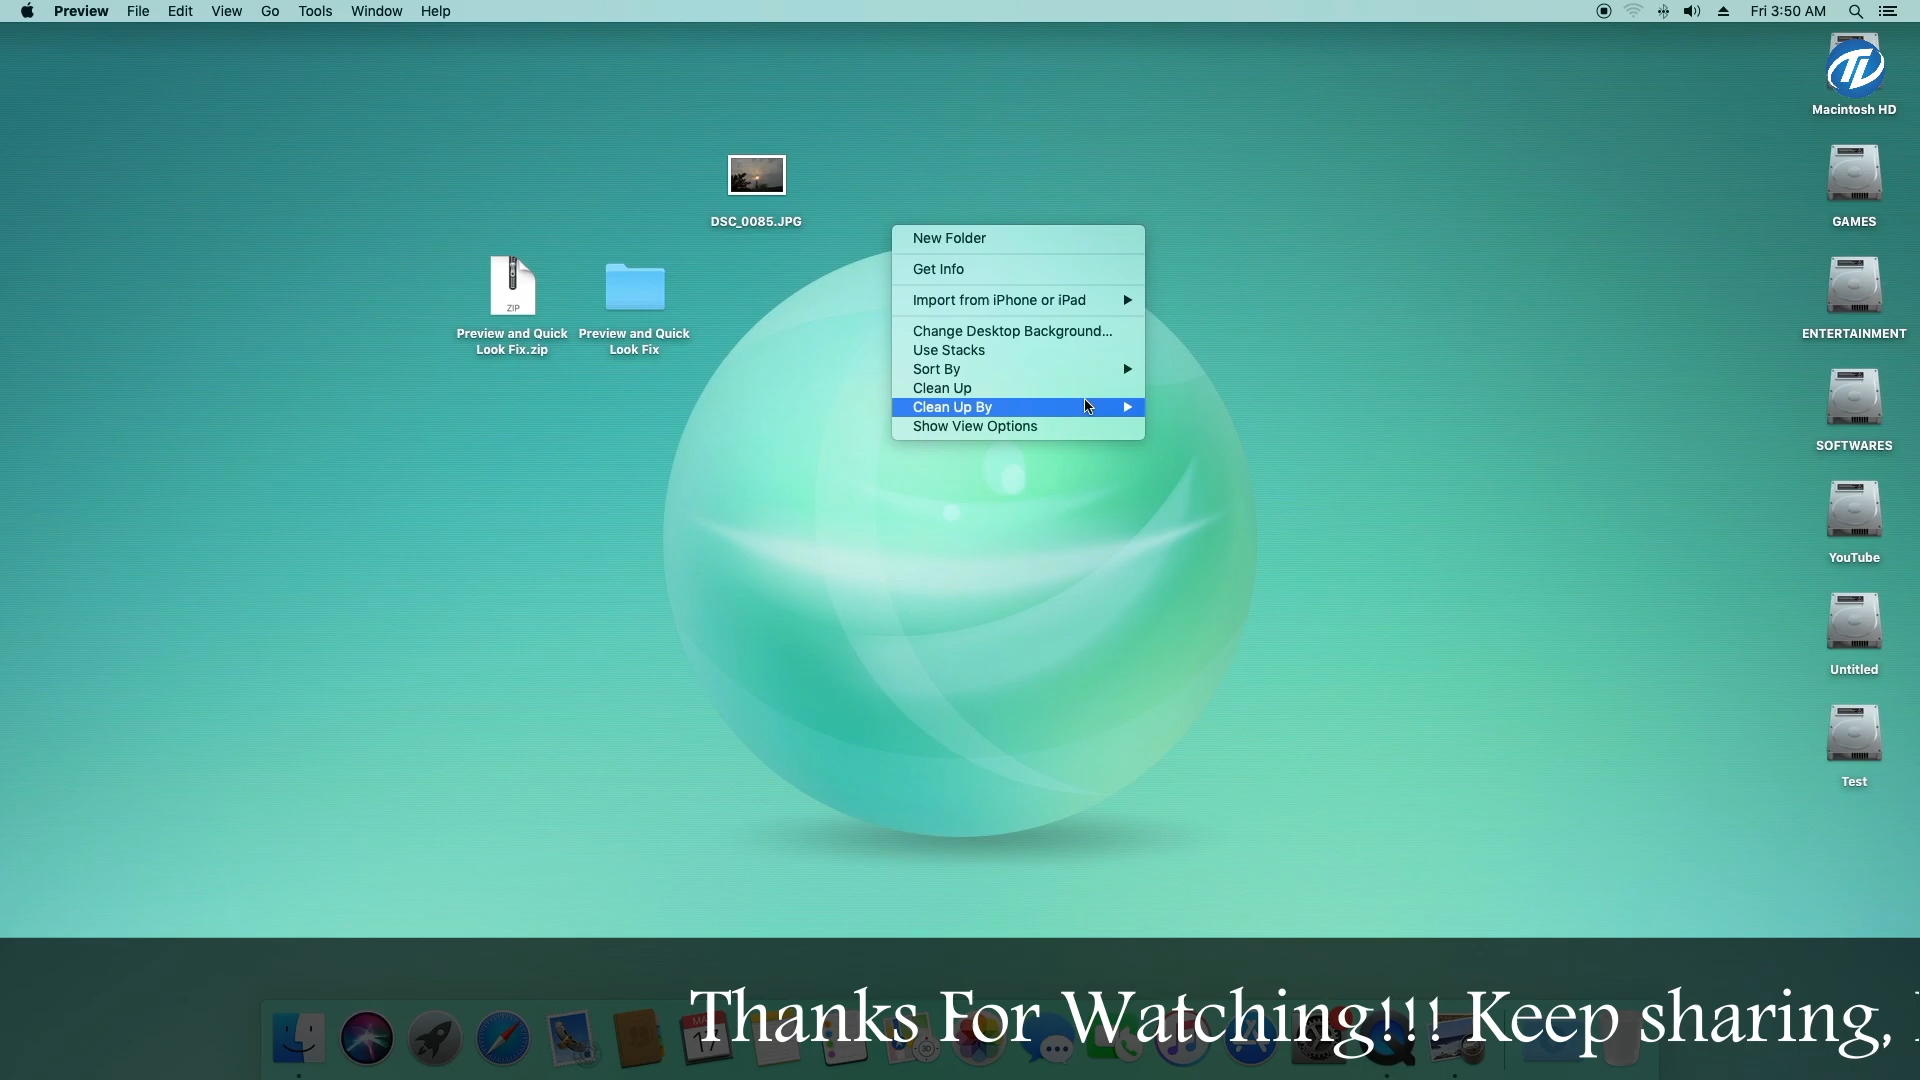 Preview File Edit View Go Tools Window Help
Fri 3:50 AM
TL
Macintosh HD
DSC_0085.JPG
GAMES
New Folder
Get Info
Import from iPhone or iPad
Change Desktop Background...
Use Stacks
Sort By
Clean Up
Clean Up By
Show View Options
ZIP
Preview and Quick
Look Fix.zip
Preview and Quick
Look Fix
ENTERTAINMENT
SOFTWARES
YouTube
Untitled
Test
Thanks For Watching!!! Keep sharing,
17
3D